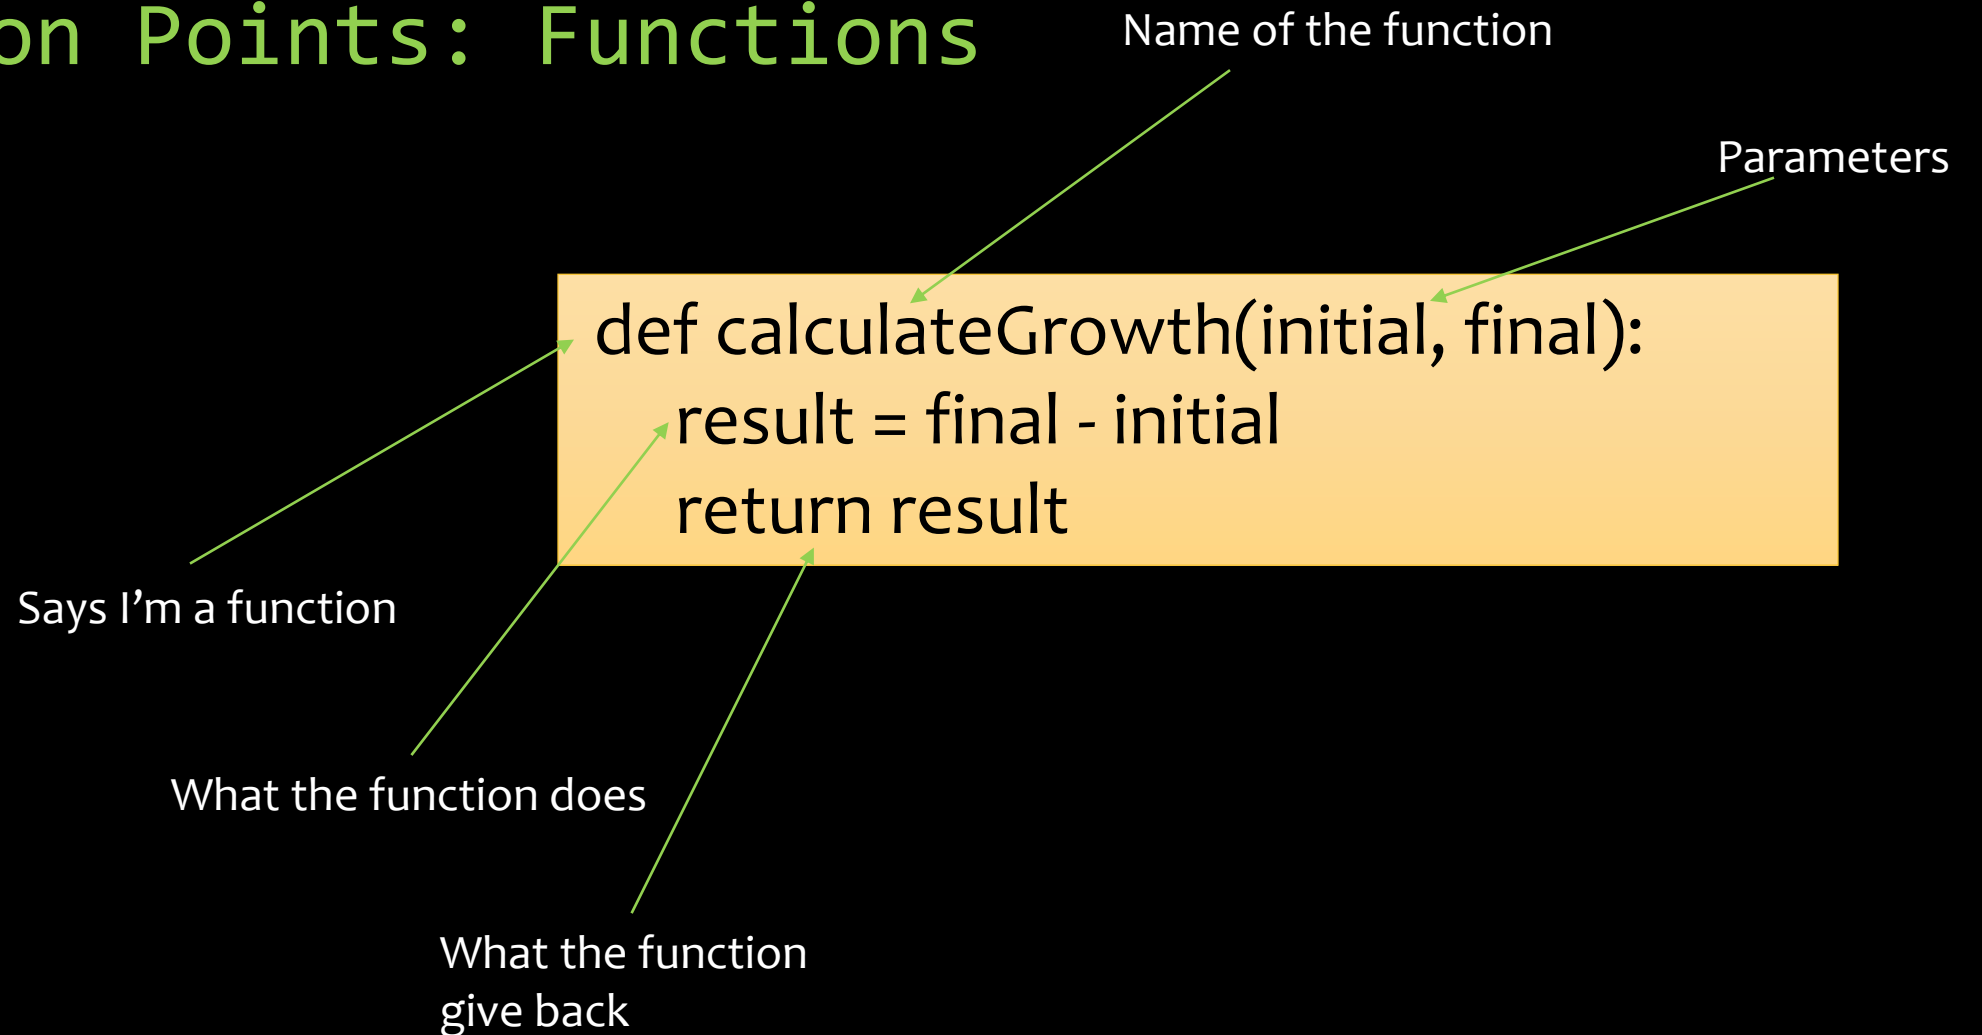 on Points: Functions
Name of the function
Parameters
def calculateGrowth(initial, final):
result = final - initial
return result
Says I’m a function
What the function does
What the function
give back